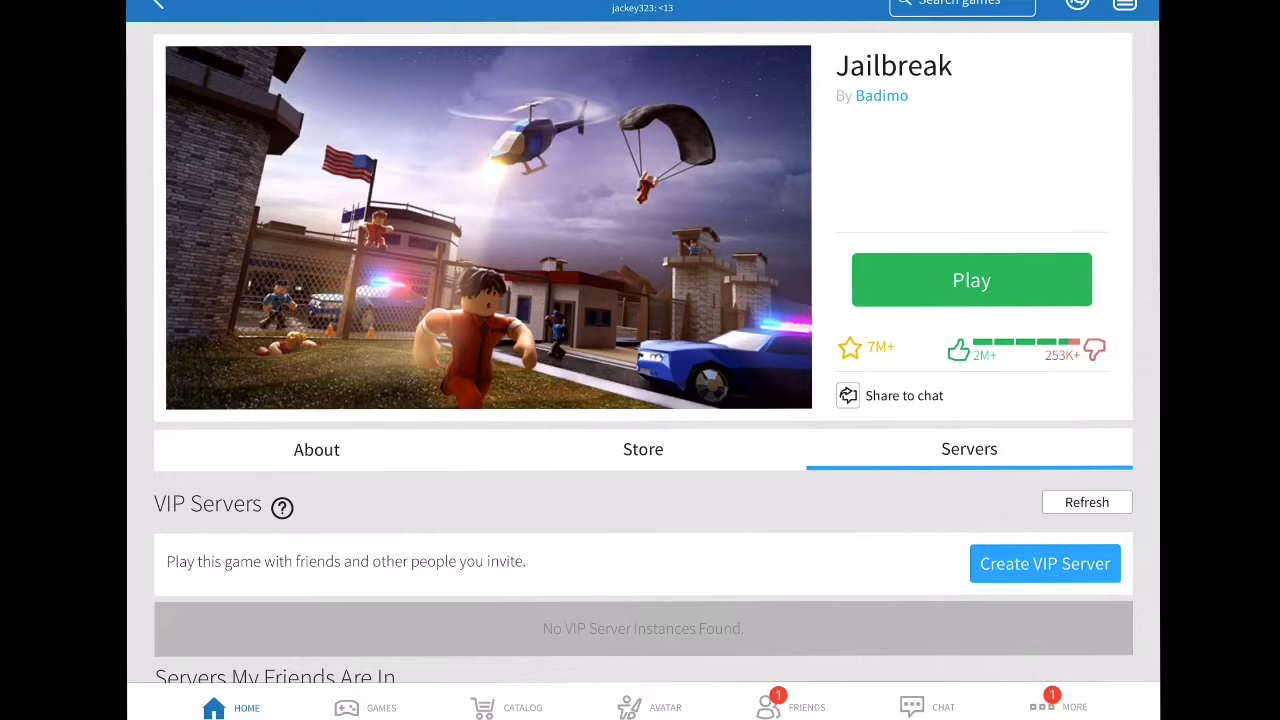 jackey323: <13
Search games
Jailbreak
By Badimo
Play
7M+
2M+
253K+
Share to chat
About
Store
Servers
VIP Servers ?
Refresh
Play this game with friends and other people you invite.
Create VIP Server
No VIP Server Instances Found.
Servers My Friends Are In
HOME
GAMES
CATALOG
AVATAR
1
FRIENDS
CHAT
1
MORE